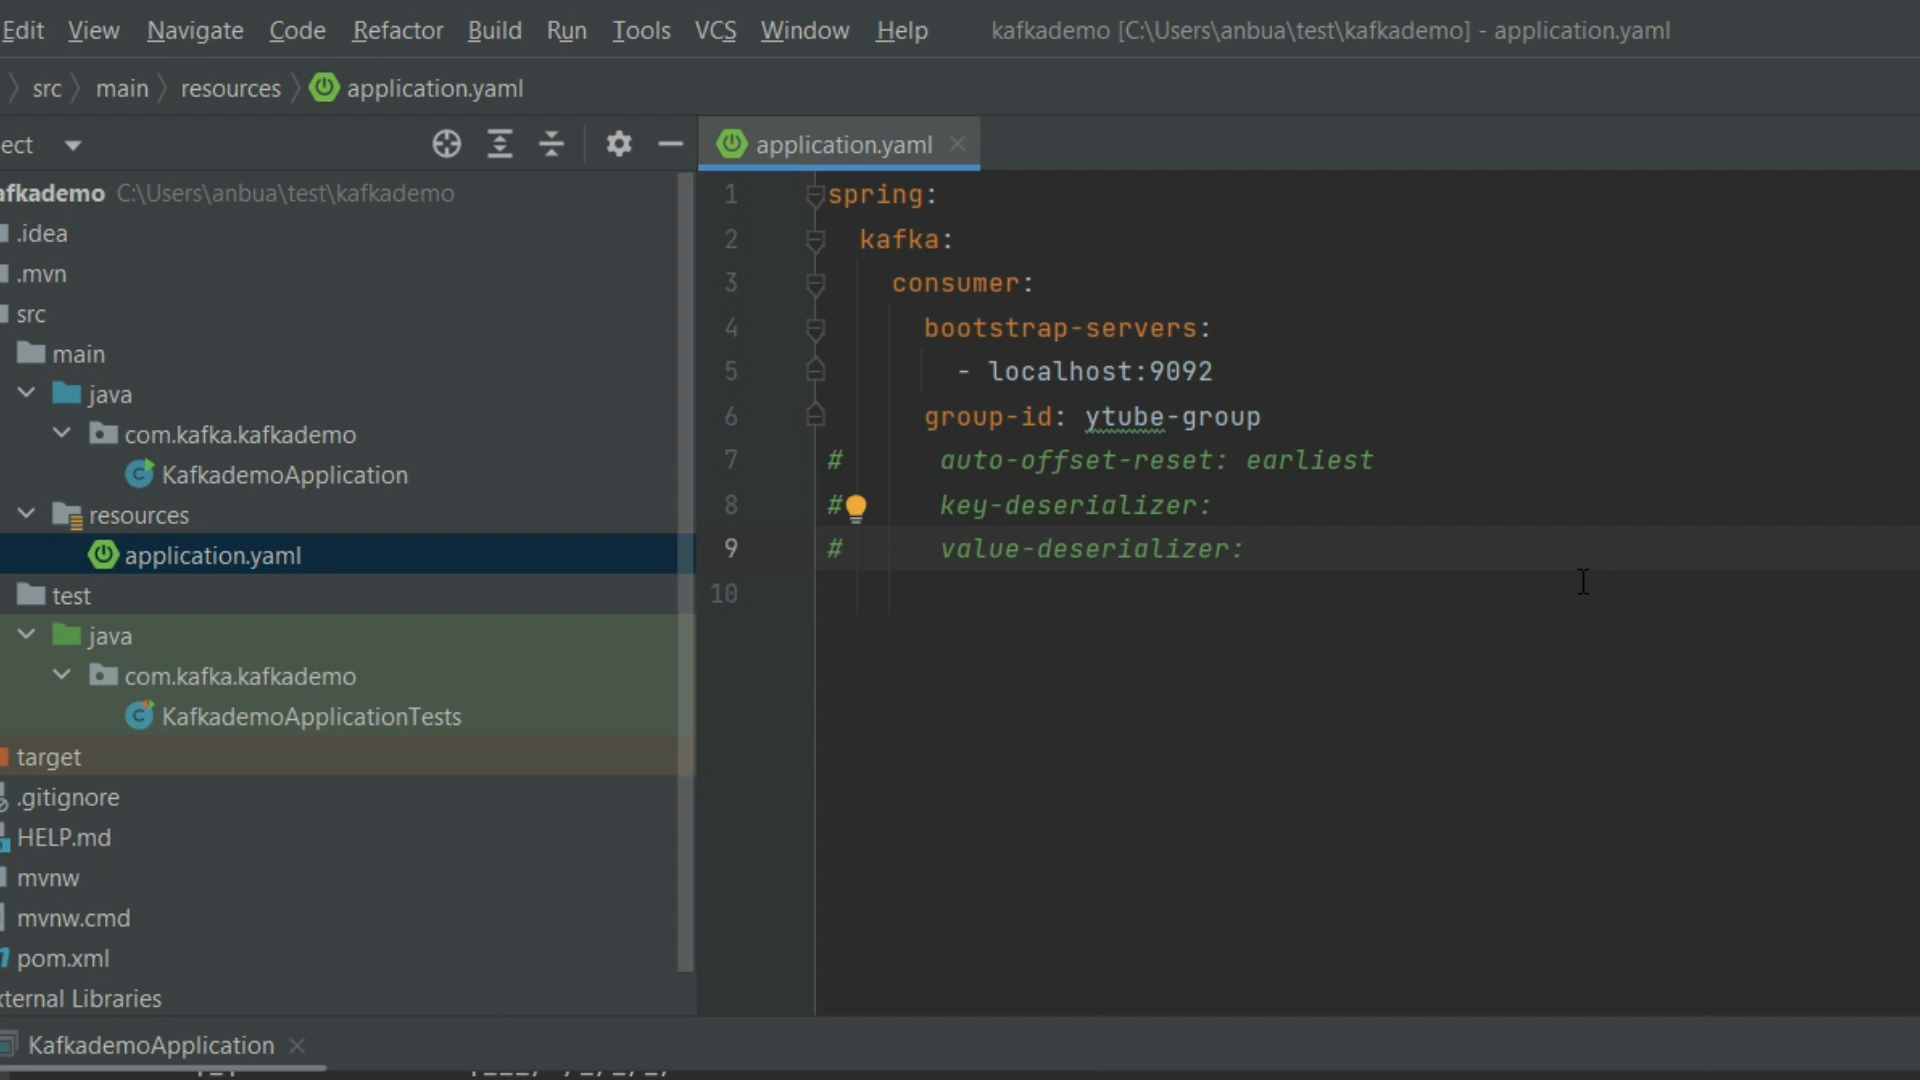 Edit View Navigate Code Refactor Build Run Tools VCS Window Help kafkademo [C:\Users\anbua\test\kafkademo] - application.yaml
src main resources application.yaml
ect
application.yaml
afkademo C:\Users\anbua\test\kafkademo
.idea
.mvn
src
main
java
com.kafka.kafkademo
KafkademoApplication
resources
application.yaml
test
java
com.kafka.kafkademo
KafkademoApplicationTests
target
.gitignore
HELP.md
mvnw
mvnw.cmd
pom.xml
xternal Libraries
1 spring:
2 kafka:
3 consumer:
4 bootstrap-servers:
5 - localhost:9092
6 group-id: ytube-group
7 # auto-offset-reset: earliest
8 # key-deserializer:
9 # value-deserializer:
10
KafkademoApplication